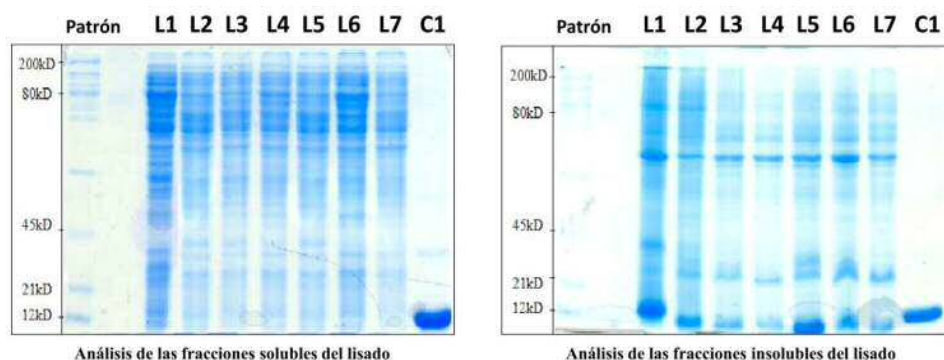 Patrón L1 L2 L3 L4 L5 L6 L7 C1
200kD
80kD
45kD
21kD
12kD
Análisis de las fracciones solubles del lisado
Patrón L1 L2 L3 L4 L5 L6 L7 C1
200kD
80kD
45kD
21kD
12kD
Análisis de las fracciones insolubles del lisado